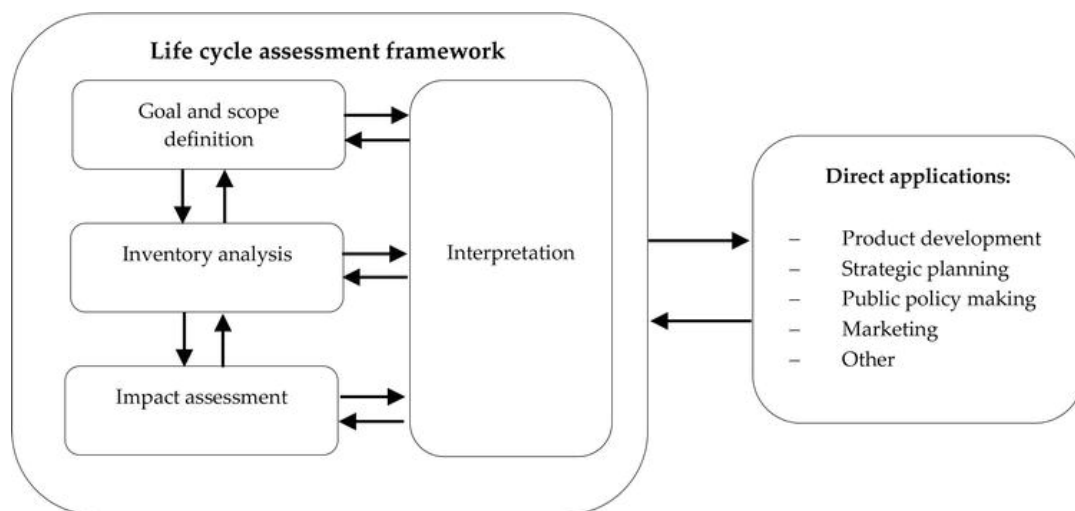 Life cycle assessment framework
Goal and scope
definition
Inventory analysis
Impact assessment
Interpretation
Direct applications:
– Product development
– Strategic planning
– Public policy making
– Marketing
– Other